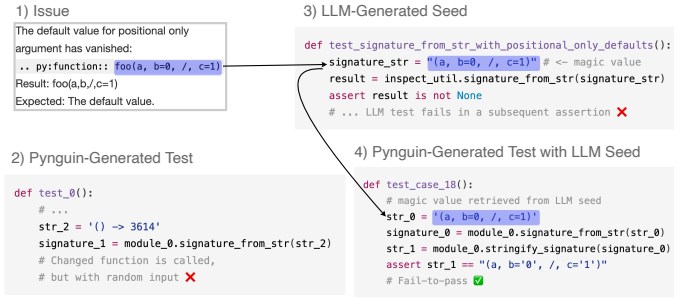 1) Issue
The default value for positional only
argument has vanished:
.. py:function:: foo(a, b=0, /, c=1)
Result: foo(a,b,/,c=1)
Expected: The default value.
2) Pynguin-Generated Test
def test_0():
# ...
str_2 = '() -> 3614'
signature_1 = module_0.signature_from_str(str_2)
# Changed function is called,
# but with random input ❌
3) LLM-Generated Seed
def test_signature_from_str_with_positional_only_defaults():
signature_str = "(a, b=0, /, c=1)" # <- magic value
result = inspect_util.signature_from_str(signature_str)
assert result is not None
# ... LLM test fails in a subsequent assertion ❌
4) Pynguin-Generated Test with LLM Seed
def test_case_18():
# magic value retrieved from LLM seed
str_0 = '(a, b=0, /, c=1)'
signature_0 = module_0.signature_from_str(str_0)
str_1 = module_0.stringify_signature(signature_0)
assert str_1 == "(a, b='0', /, c='1')"
# Fail-to-pass ✅